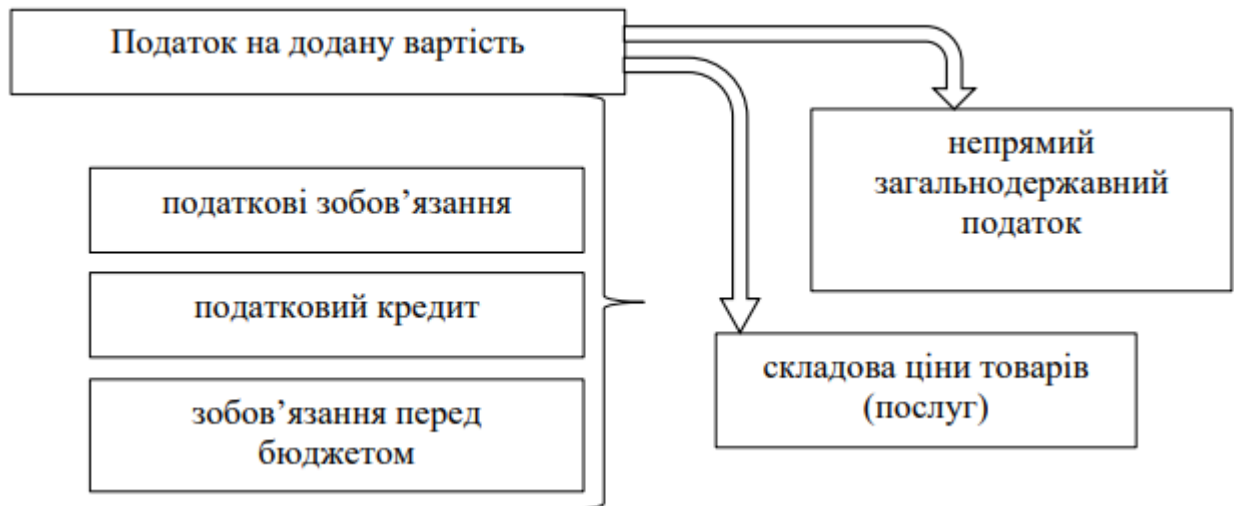 Податок на додану вартість
непрямий
загальнодержавний
податок
податкові зобов’язання
податковий кредит
складова ціни товарів
(послуг)
зобов’язання перед
бюджетом